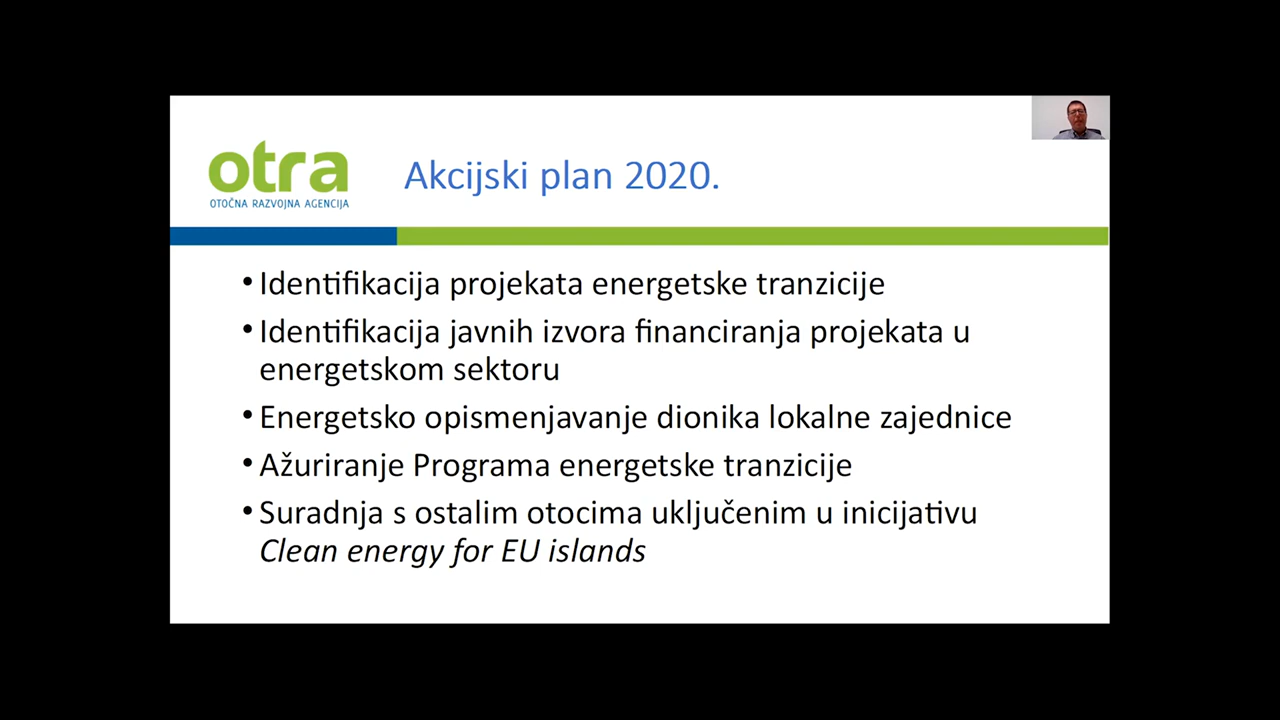 otra
OTOČNA RAZVOJNA AGENCIJA
Akcijski plan 2020.
• Identifikacija projekata energetske tranzicije
• Identifikacija javnih izvora financiranja projekata u
energetskom sektoru
• Energetsko opismenjavanje dionika lokalne zajednice
• Ažuriranje Programa energetske tranzicije
• Suradnja s ostalim otocima uključenim u inicijativu
Clean energy for EU islands